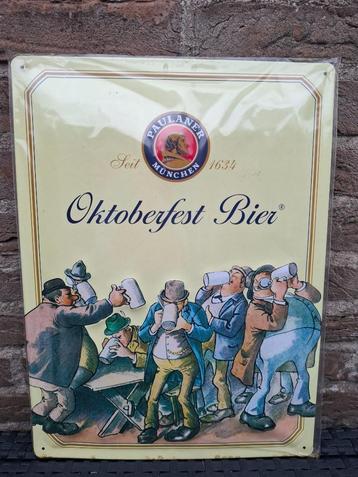 PAULANER
MÜNCHEN
Seit 1634
Oktoberfest Bier®